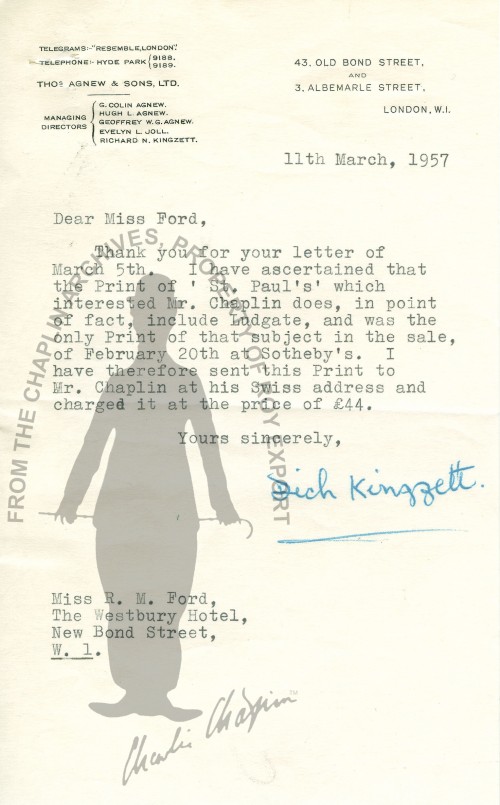 TELEGRAMS:-"RESEMBLE, LONDON".
TELEPHONE:- HYDE PARK {9188. 9189.
THOS AGNEW & SONS, LTD.
MANAGING DIRECTORS
G. COLIN AGNEW.
HUGH L. AGNEW.
GEOFFREY W. G. AGNEW.
EVELYN L. JOLL.
RICHARD N. KINGZETT.
43, OLD BOND STREET,
AND
3, ALBEMARLE STREET,
LONDON, W.I.
11th March, 1957
Dear Miss Ford,
Thank you for your letter of
March 5th. I have ascertained that
the Print of ' St. Paul's' which
interested Mr. Chaplin does, in point
of fact, include Ludgate, and was the
only Print of that subject in the sale,
of February 20th at Sotheby's. I
have therefore sent this Print to
Mr. Chaplin at his Swiss address and
charged it at the price of £44.
Yours sincerely,
Dick Kingzett.
Miss R. M. Ford,
The Westbury Hotel,
New Bond Street,
W. 1.
FROM THE CHAPLIN ARCHIVES, PROPERTY OF ROY EXPORT
Charlie Chaplin™